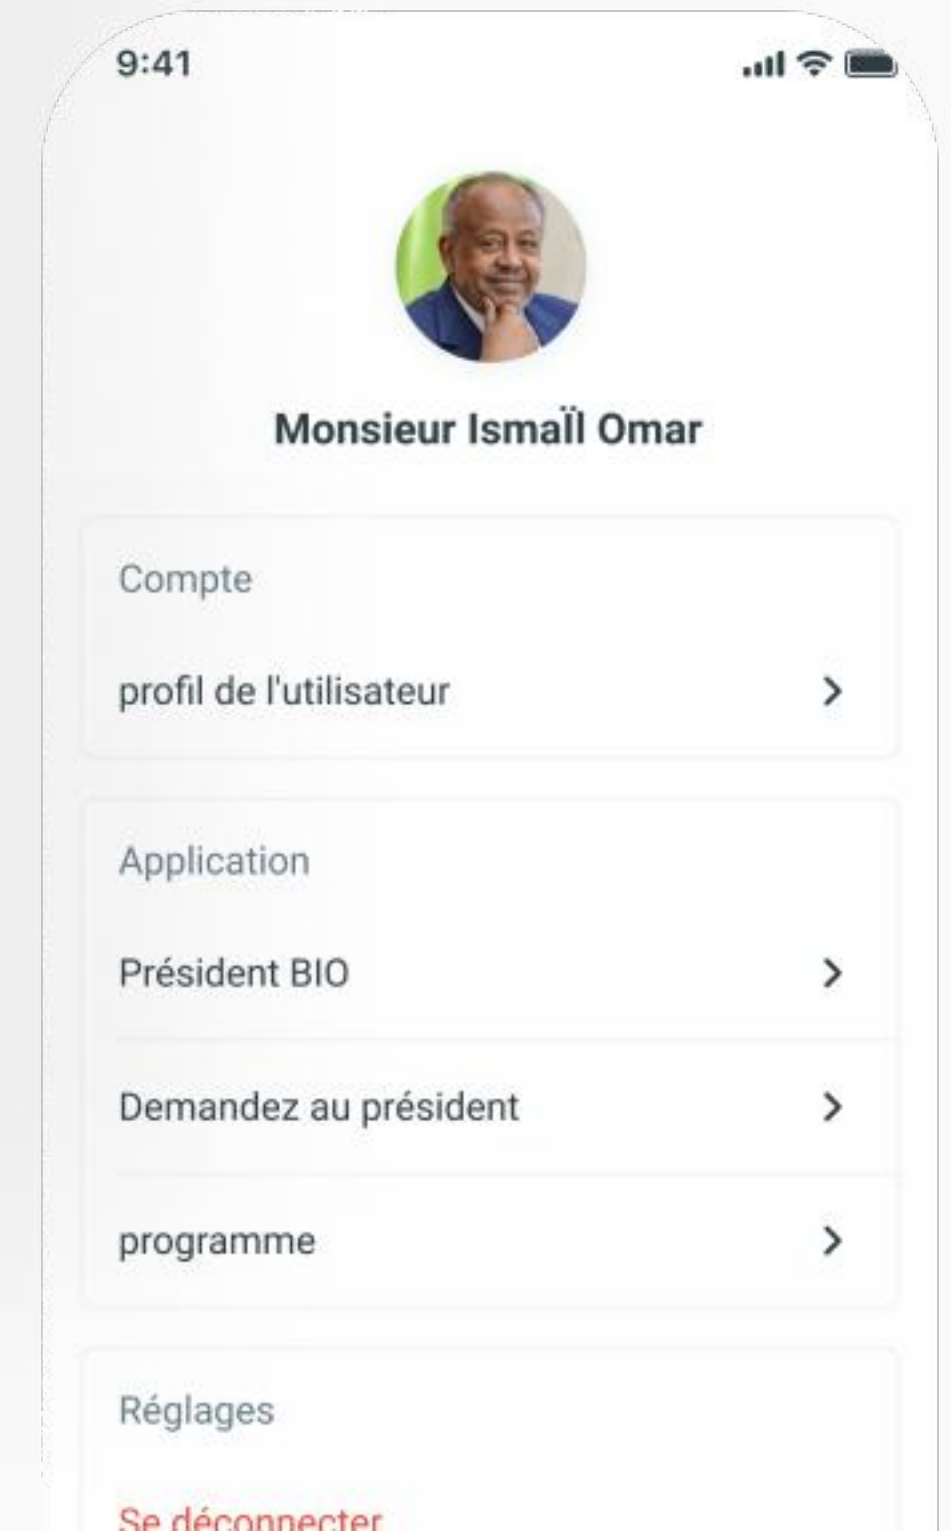 9:41
Monsieur IsmaÏl Omar
Compte
profil de l'utilisateur
Application
Président BIO
Demandez au président
programme
Réglages
Se déconnecter